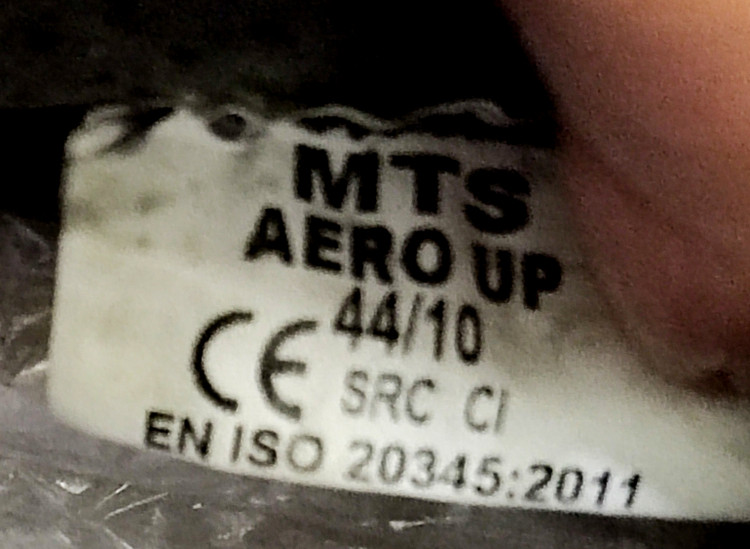 MTS
AERO UP
44/10
CE SRC CI
EN ISO 20345:2011